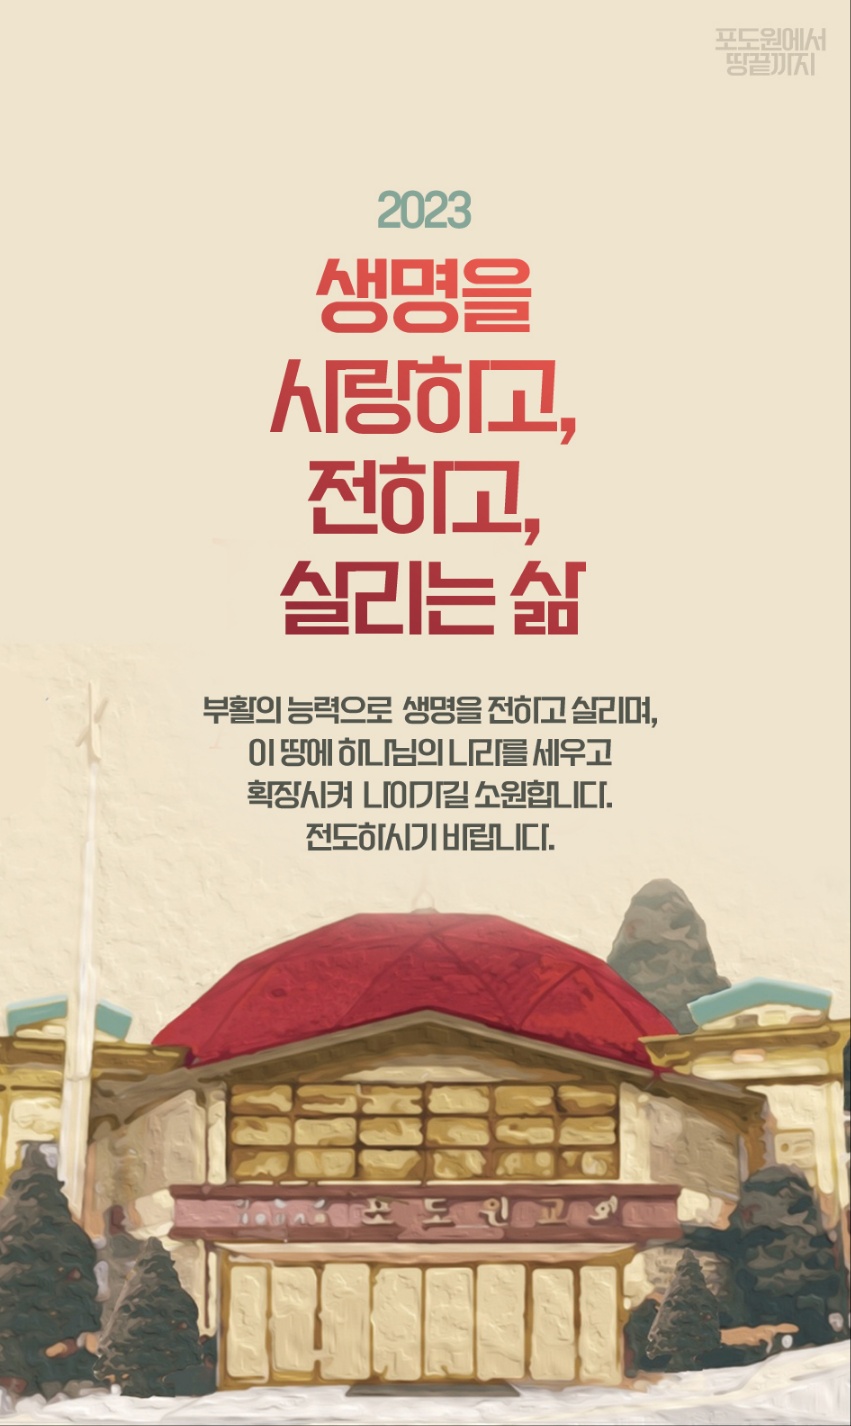 포도원에서
땅끝까지
2023
생명을
사랑하고,
전하고,
살리는 삶
부활의 능력으로 생명을 전하고 살리며,
이 땅에 하나님의 나라를 세우고
확장시켜 나아가길 소원합니다.
전도하시기 바랍니다.
포도원교회